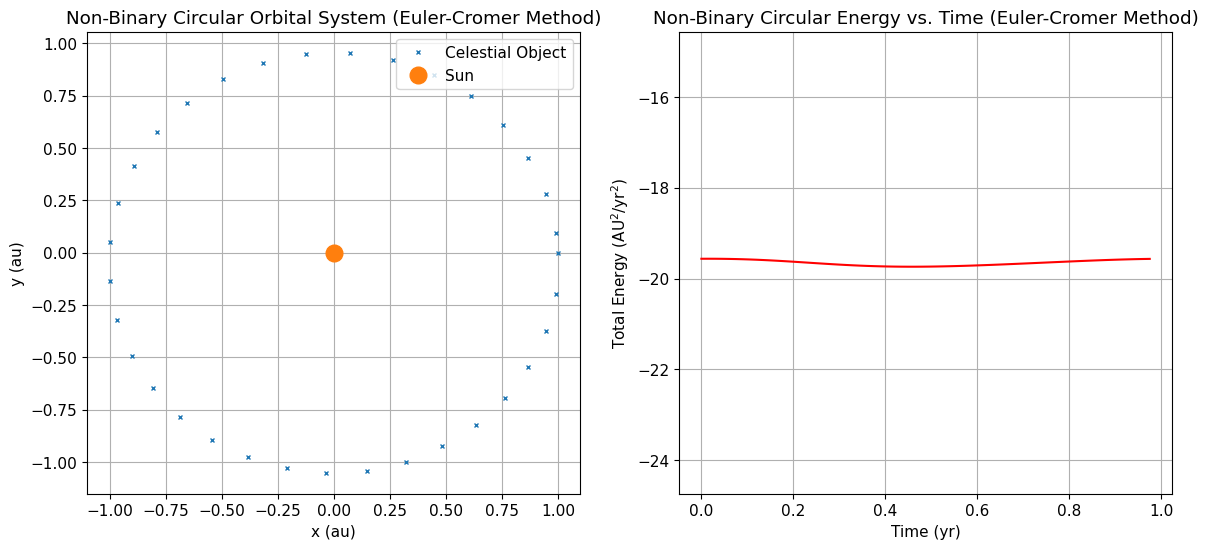 Non-Binary Circular Orbital System (Euler-Cromer Method)
1.00
0.75
0.50
0.25
0.00
−0.25
−0.50
−0.75
−1.00
y (au)
Celestial Object
Sun
−1.00 −0.75 −0.50 −0.25 0.00 0.25 0.50 0.75 1.00
x (au)
Non-Binary Circular Energy vs. Time (Euler-Cromer Method)
−16
−18
−20
−22
−24
Total Energy (AU²/yr²)
0.0 0.2 0.4 0.6 0.8 1.0
Time (yr)